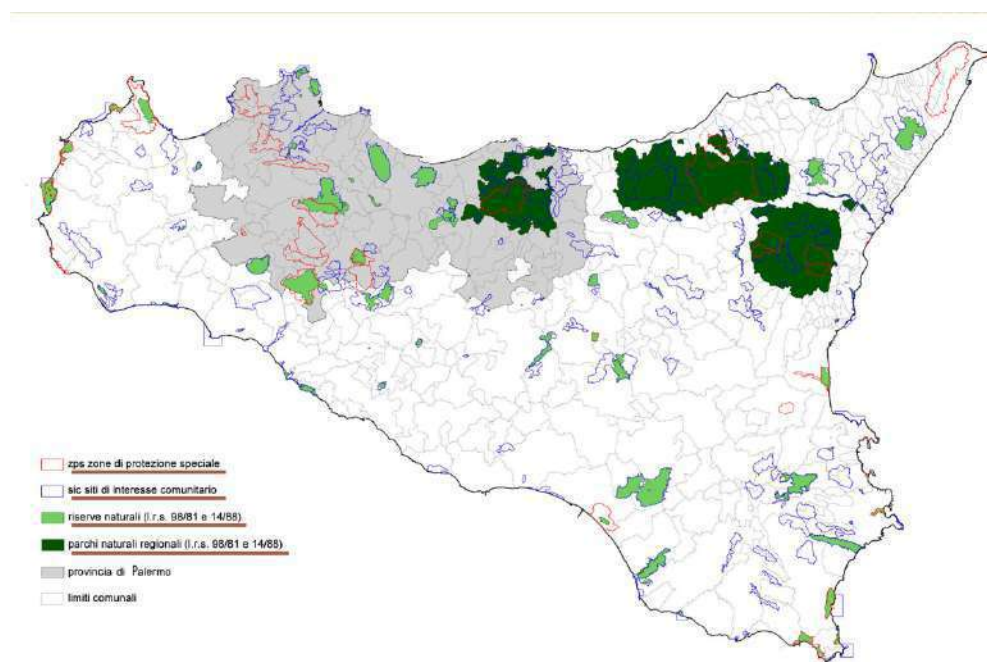 zps zone di protezione speciale
sic siti di interesse comunitario
riserve naturali (l.r.s. 98/81 e 14/88)
parchi naturali regionali (l.r.s. 98/81 e 14/88)
provincia di Palermo
limiti comunali